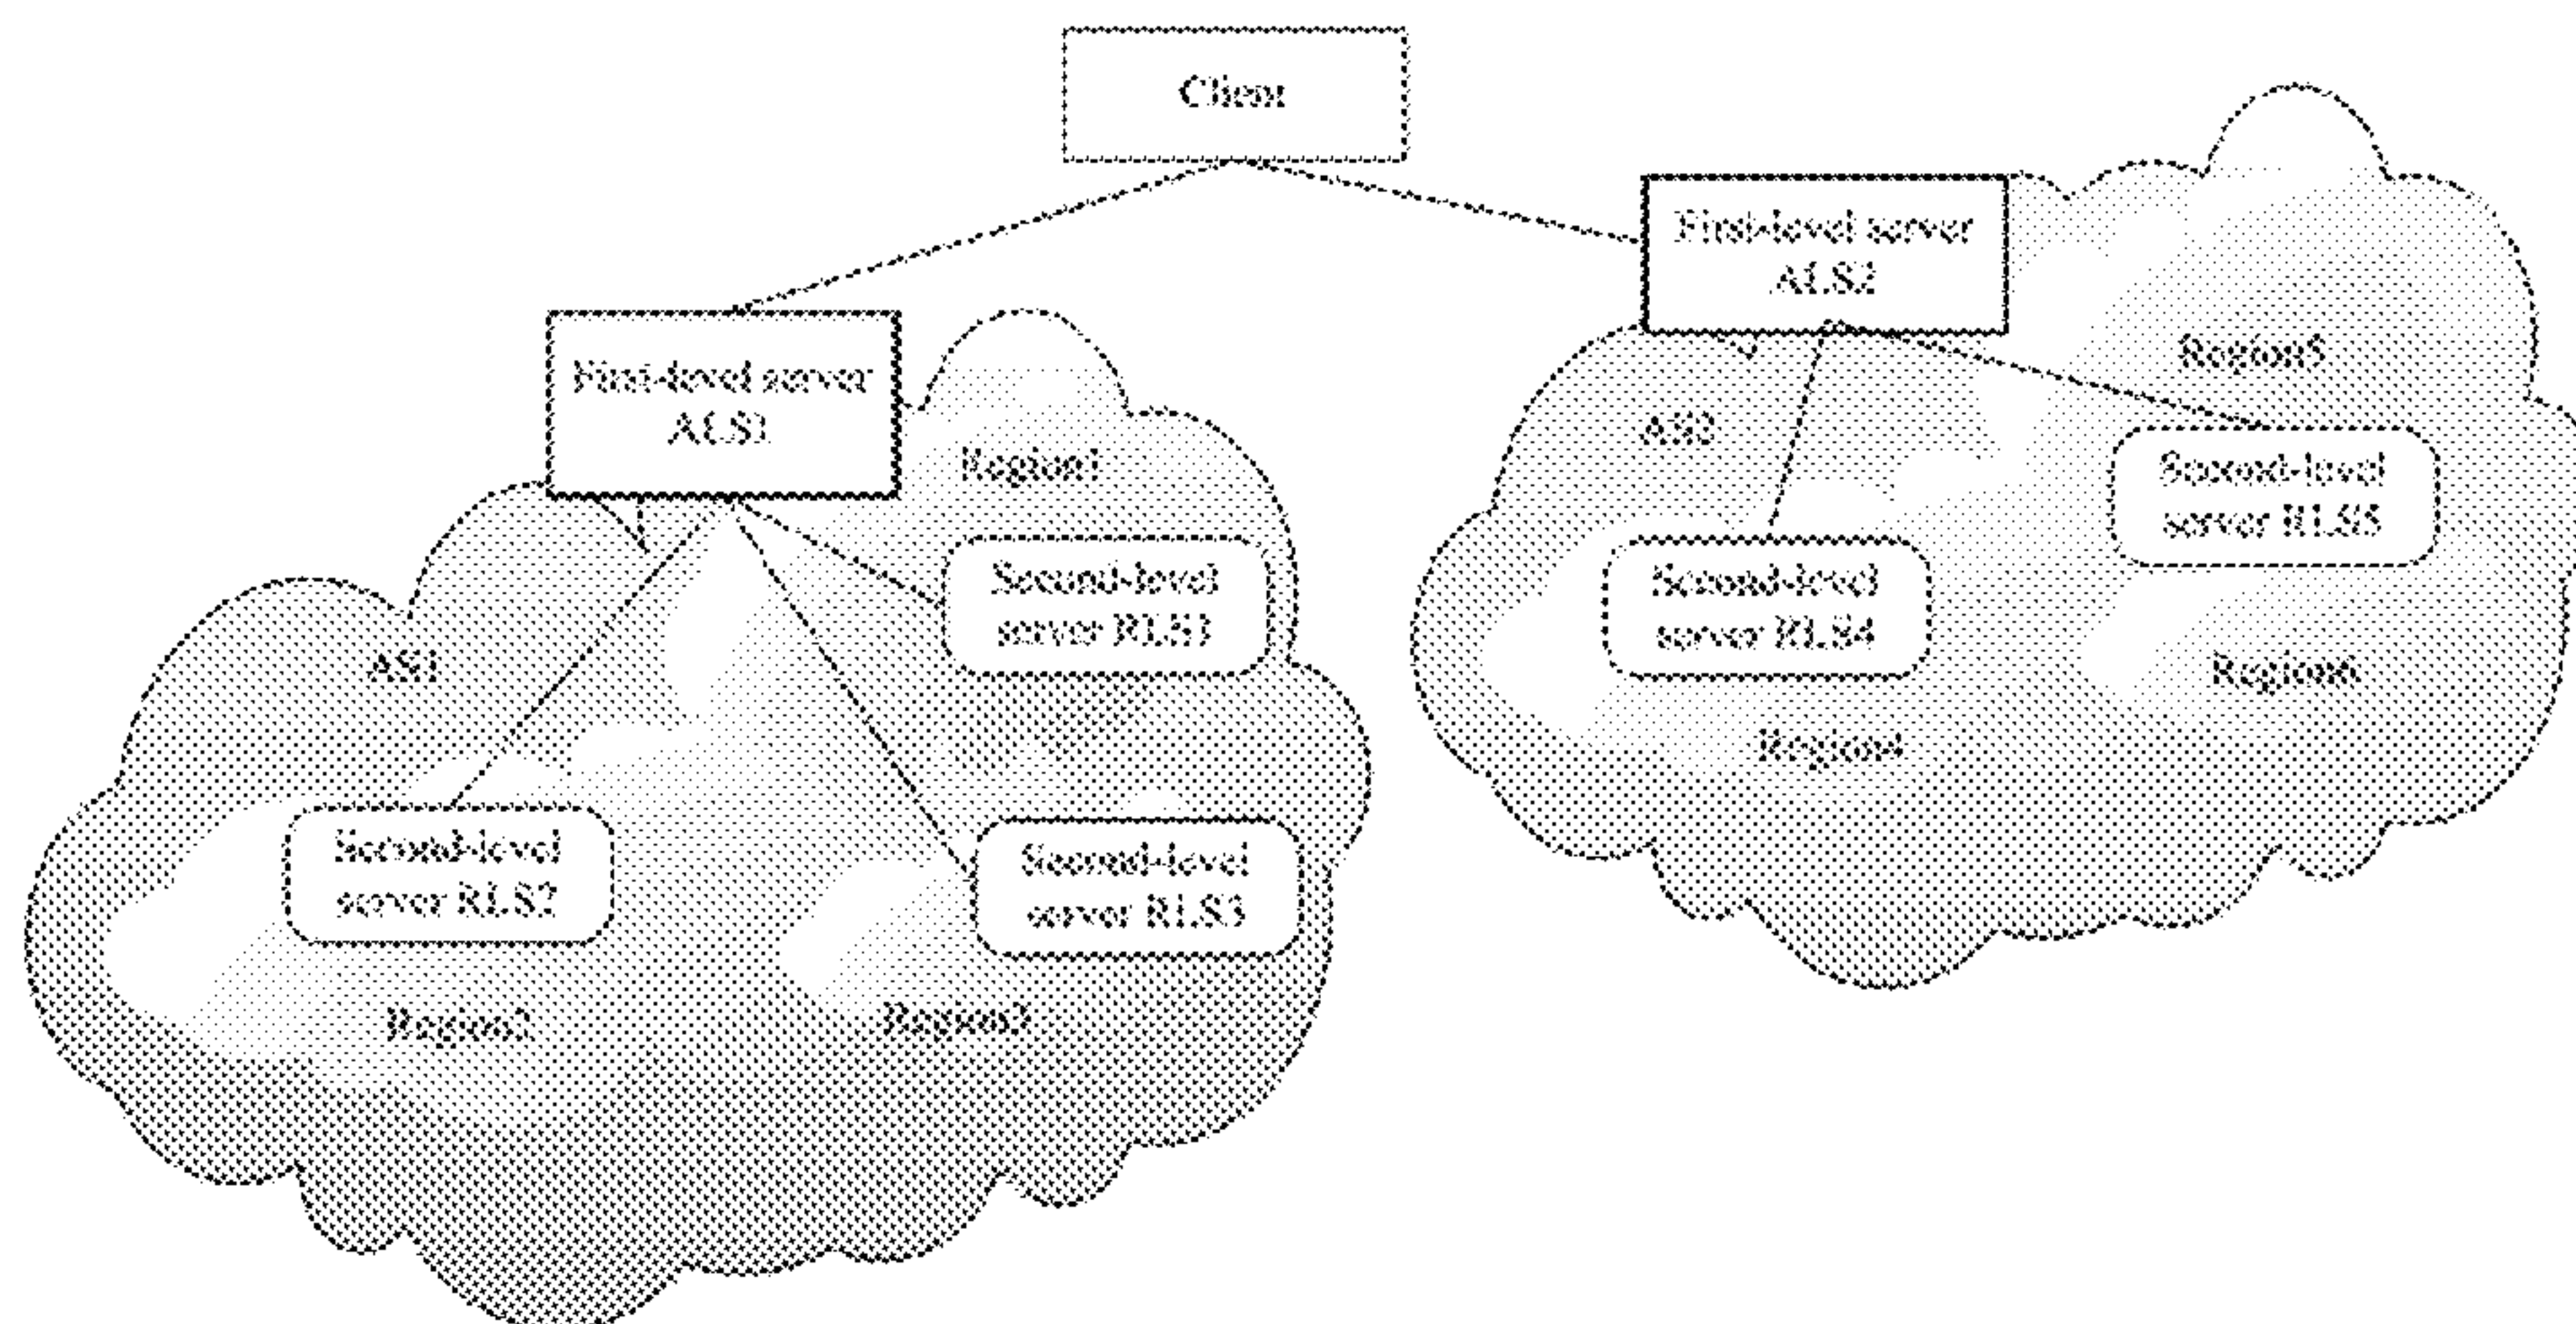 Client
First-level server
ALS2
First-level server
ALS1
Region5
AS2
Region1
Second-level
server RLS5
Second-level
server RLS1
Second-level
server RLS4
AS1
Region6
Region4
Second-level
server RLS2
Second-level
server RLS3
Region2
Region3